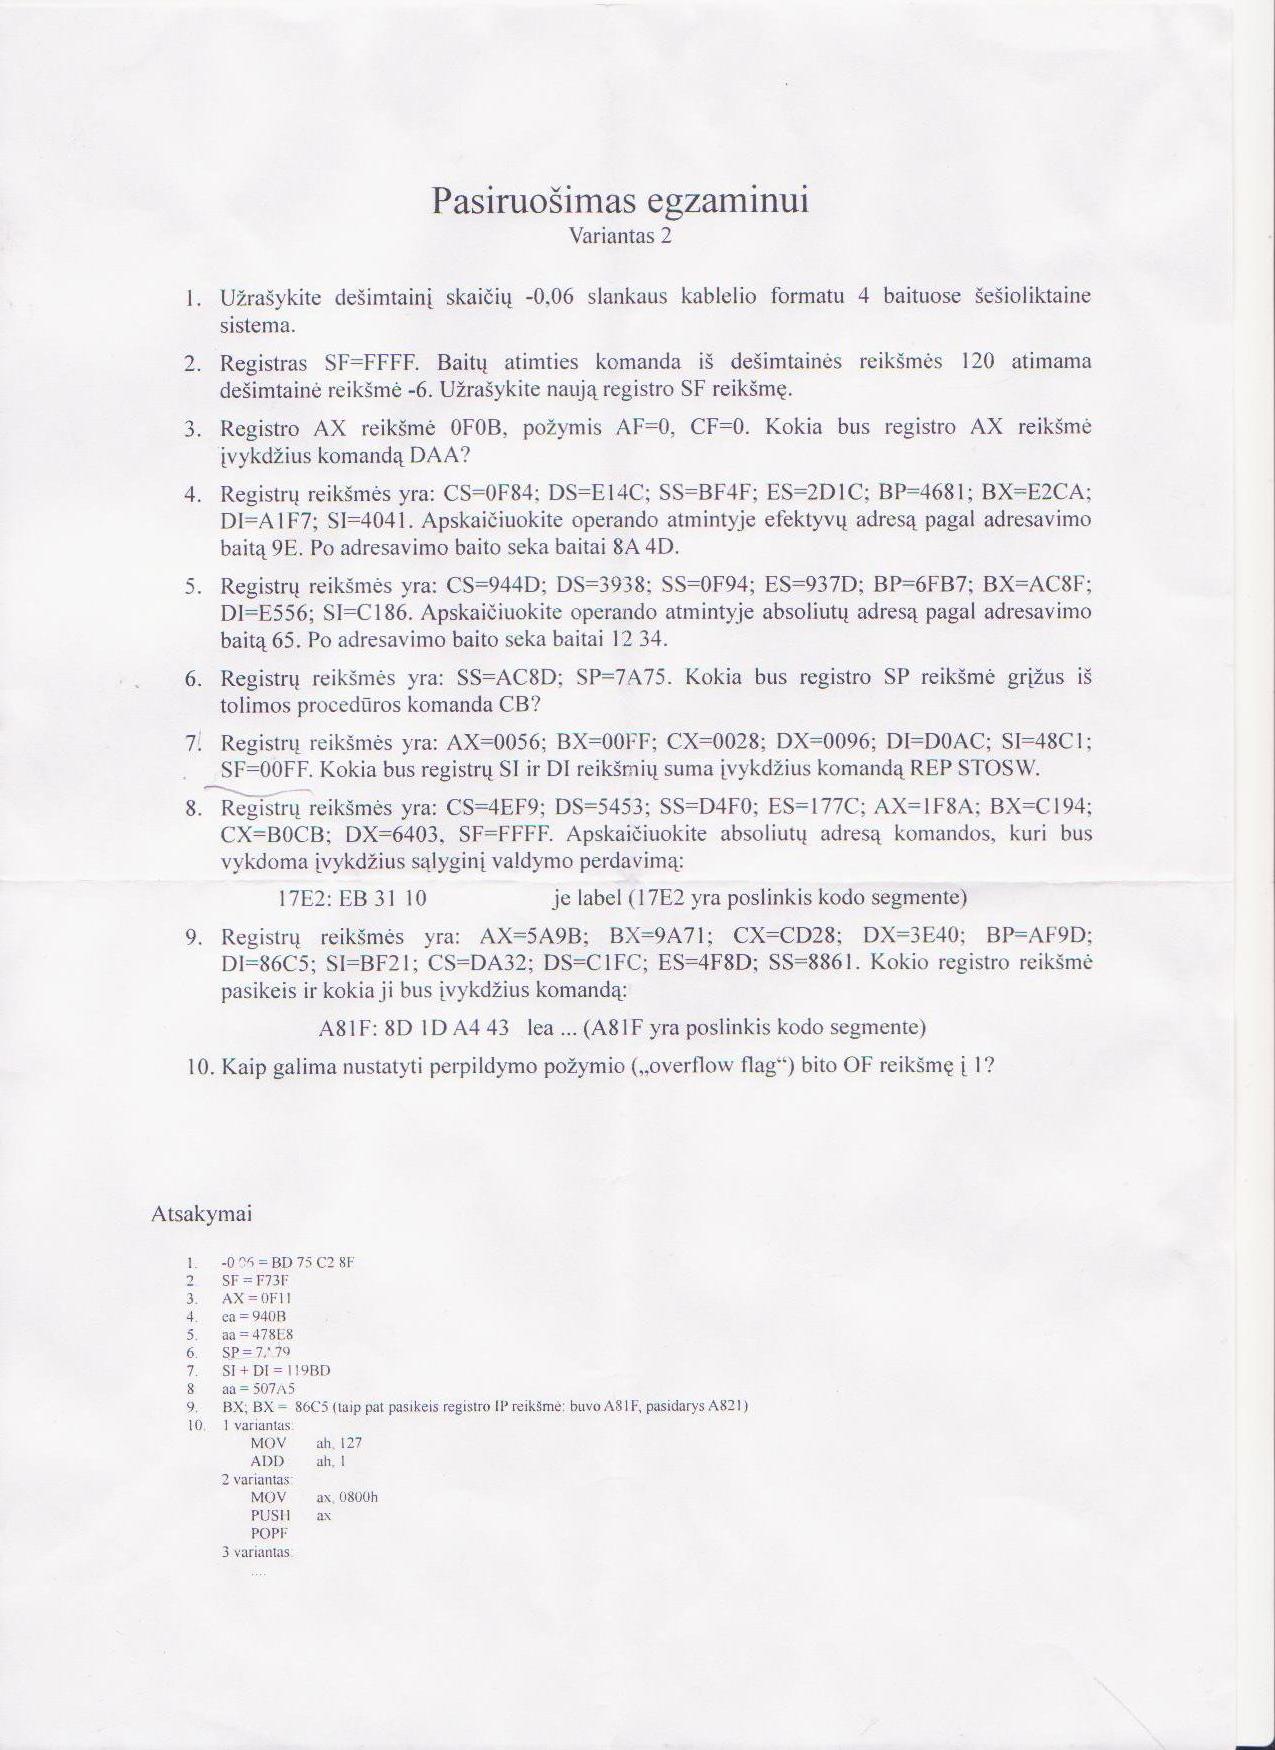 Pasiruošimas egzaminui
Variantas 2
1. Užrašykite dešimtainį skaičių -0,06 slankaus kablelio formatu 4 baituose šešioliktaine
sistema.
2. Registras SF=FFFF. Baitų atimties komanda iš dešimtainės reikšmės 120 atimama
dešimtainė reikšmė -6. Užrašykite naują registro SF reikšmę.
3. Registro AX reikšmė 0F0B, požymis AF=0, CF=0. Kokia bus registro AX reikšmė
įvykdžius komandą DAA?
4. Registrų reikšmės yra: CS=0F84; DS=E14C; SS=BF4F; ES=2D1C; BP=4681; BX=E2CA;
DI=A1F7; SI=4041. Apskaičiuokite operando atmintyje efektyvų adresą pagal adresavimo
baitą 9E. Po adresavimo baito seka baitai 8A 4D.
5. Registrų reikšmės yra: CS=944D; DS=3938; SS=0F94; ES=937D; BP=6FB7; BX=AC8F;
DI=E556; SI=C186. Apskaičiuokite operando atmintyje absoliutų adresą pagal adresavimo
baitą 65. Po adresavimo baito seka baitai 12 34.
6. Registrų reikšmės yra: SS=AC8D; SP=7A75. Kokia bus registro SP reikšmė grįžus iš
tolimos procedūros komanda CB?
7. Registrų reikšmės yra: AX=0056; BX=00FF; CX=0028; DX=0096; DI=D0AC; SI=48C1;
SF=00FF. Kokia bus registrų SI ir DI reikšmių suma įvykdžius komandą REP STOSW.
8. Registrų reikšmės yra: CS=4EF9; DS=5453; SS=D4F0; ES=177C; AX=1F8A; BX=C194;
CX=B0CB; DX=6403, SF=FFFF. Apskaičiuokite absoliutų adresą komandos, kuri bus
vykdoma įvykdžius sąlyginį valdymo perdavimą:
17E2: EB 31 10 je label (17E2 yra poslinkis kodo segmente)
9. Registrų reikšmės yra: AX=5A9B; BX=9A71; CX=CD28; DX=3E40; BP=AF9D;
DI=86C5; SI=BF21; CS=DA32; DS=C1FC; ES=4F8D; SS=8861. Kokio registro reikšmė
pasikeis ir kokia ji bus įvykdžius komandą:
A81F: 8D 1D A4 43 lea ... (A81F yra poslinkis kodo segmente)
10. Kaip galima nustatyti perpildymo požymio („overflow flag“) bito OF reikšmę į 1?
Atsakymai
1. = BD 75 C2 8F
2 SF = F73F
3. AX = 0F11
4. ea = 940B
5. aa = 478E8
6. SP =
7. SI + DI = 119BD
8 aa = 507A5
9. BX; BX = 86C5 (taip pat pasikeis registro IP reikšmė: buvo A81F, pasidarys A821)
10. 1 variantas:
MOV ah, 127
ADD ah, 1
2 variantas:
MOV ax, 0800h
PUSH ax
POPF
3 variantas:
....